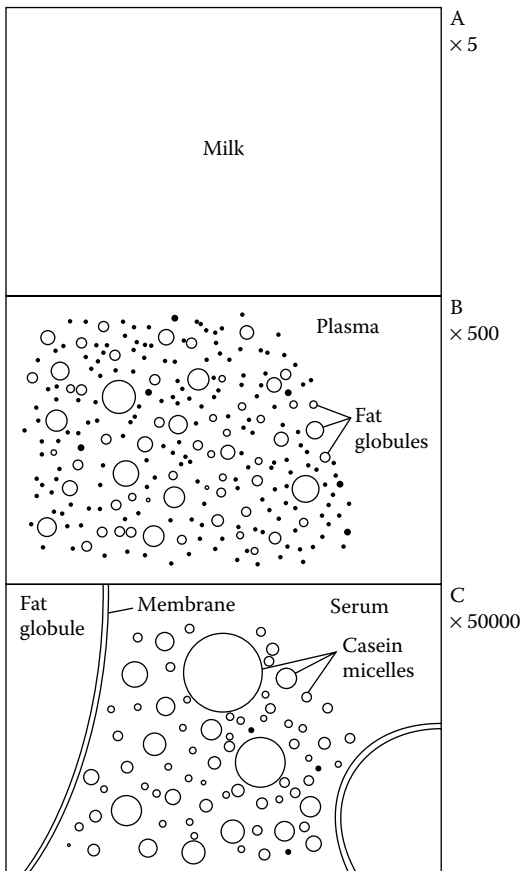 A
× 5
Milk
B
× 500
Plasma
Fat
globules
C
× 50000
Fat
globule
Membrane
Serum
Casein
micelles